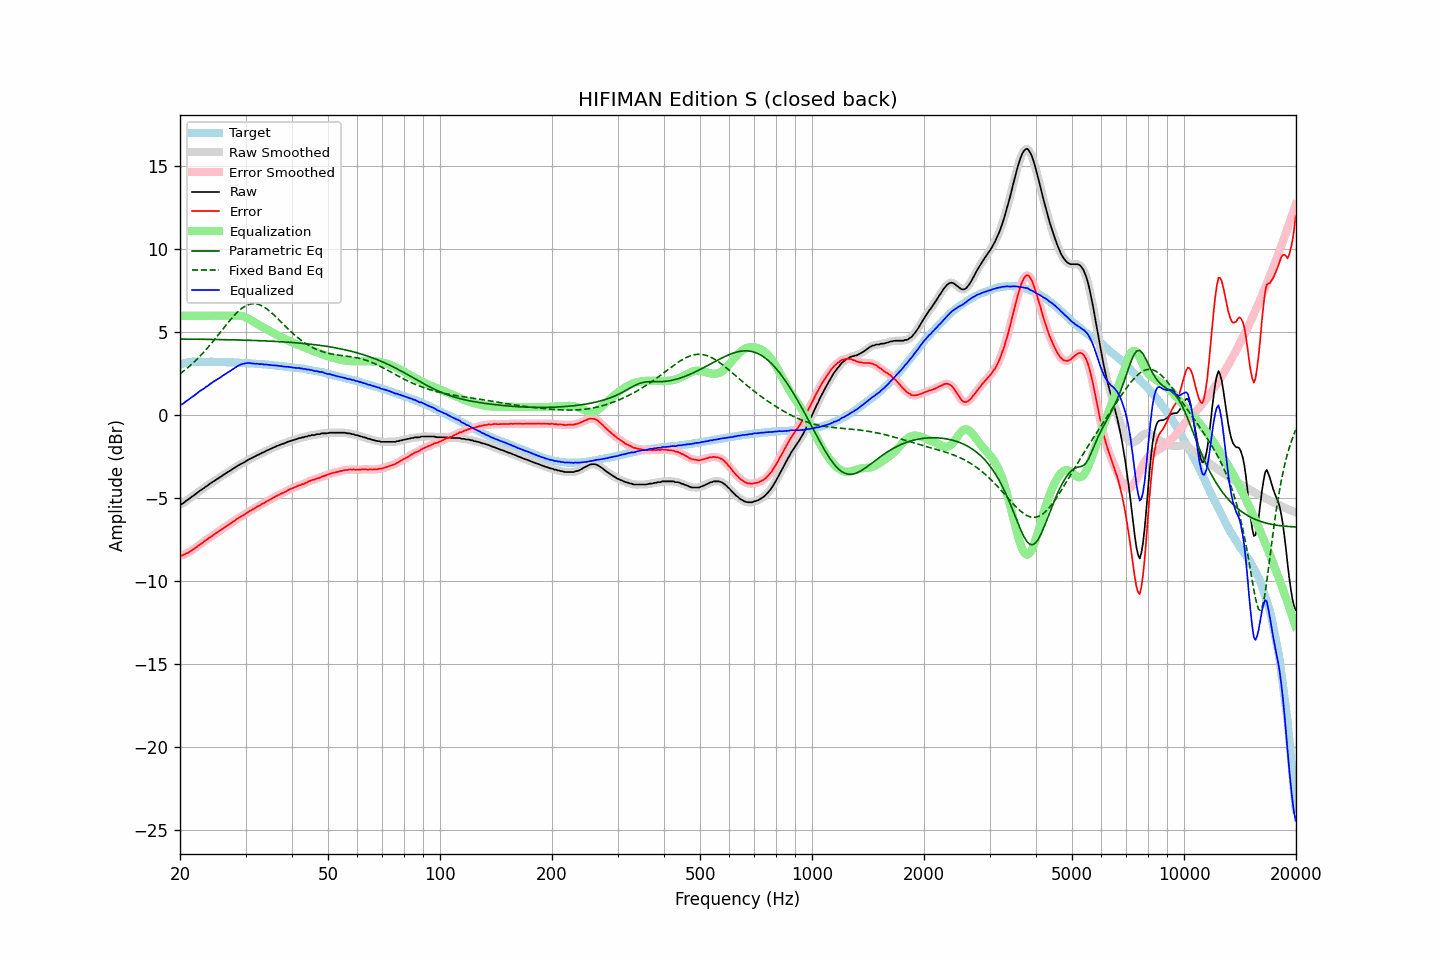 HIFIMAN Edition S (closed back)
Target
Raw Smoothed
Error Smoothed
Raw
Error
Equalization
Parametric Eq
Fixed Band Eq
Equalized
15
10
5
0
−5
−10
−15
−20
−25
Amplitude (dBr)
20 50 100 200 500 1000 2000 5000 10000 20000
Frequency (Hz)